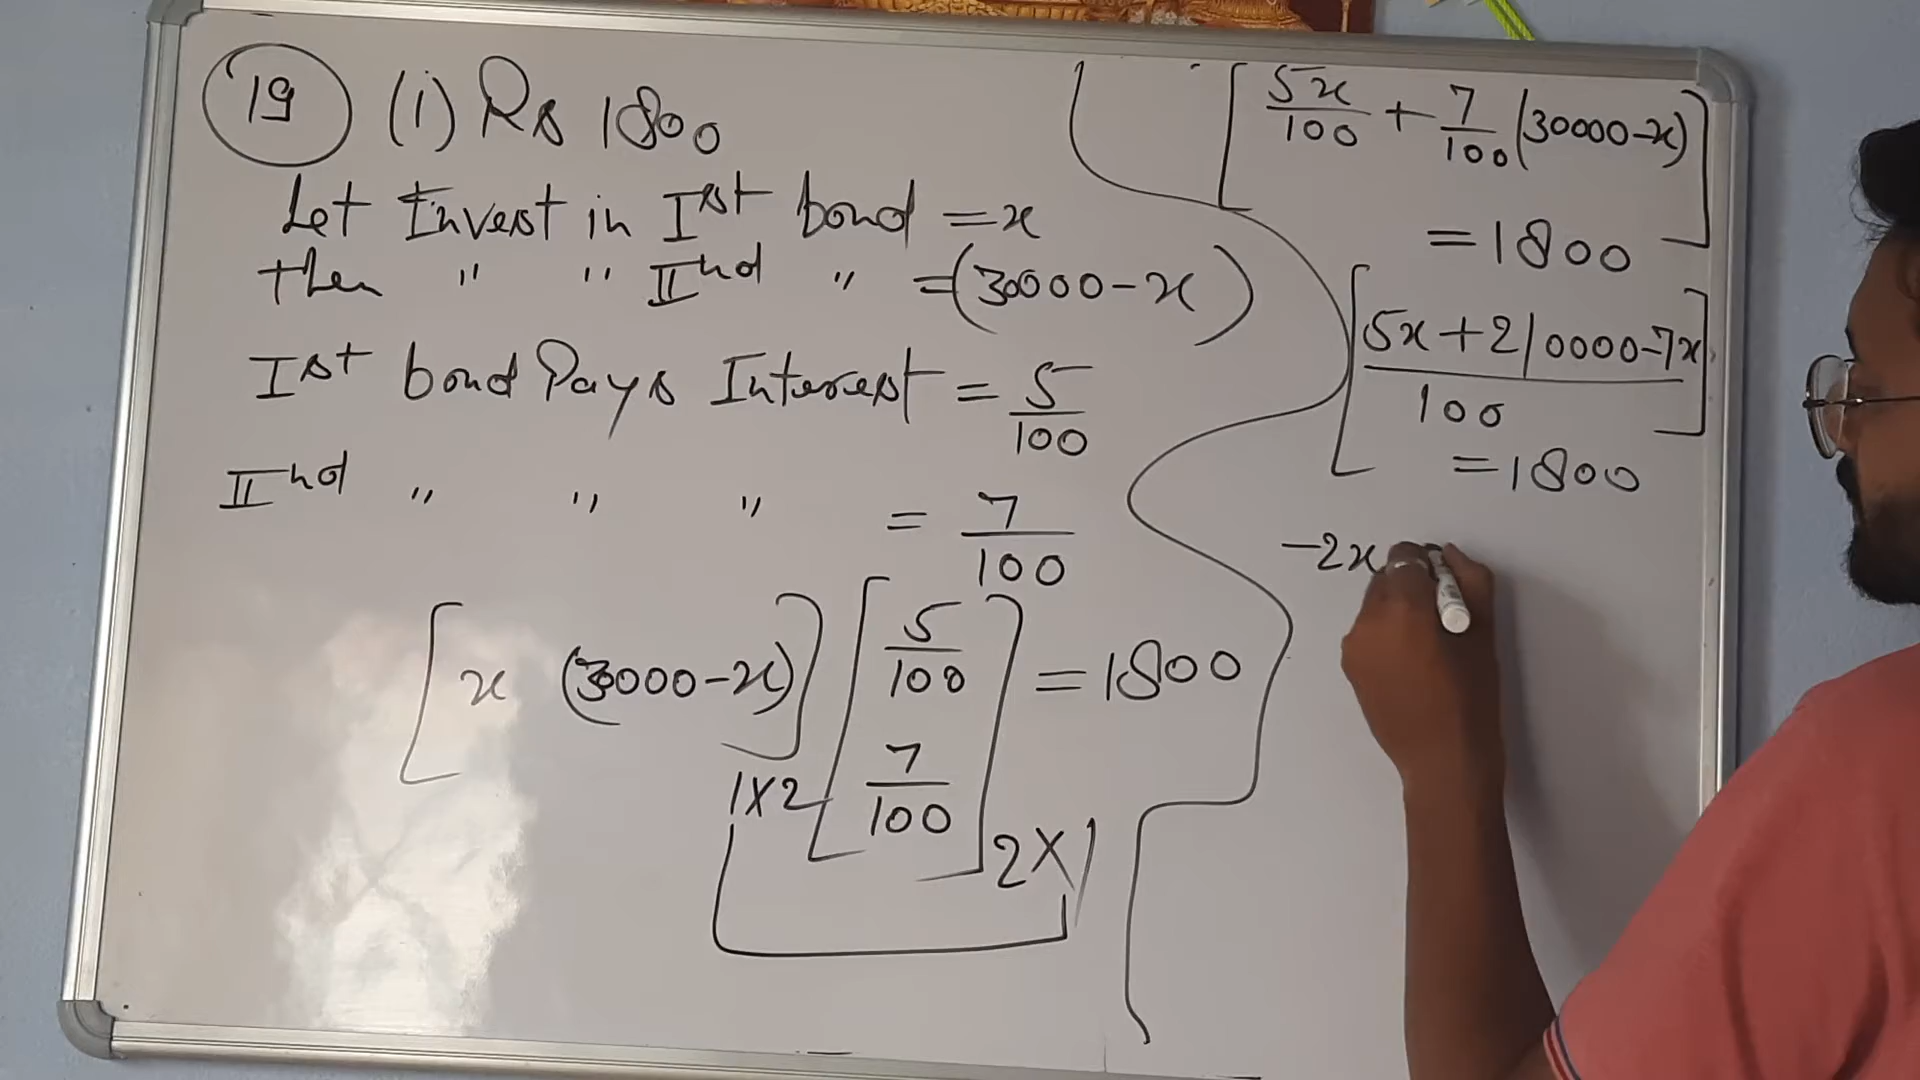 19 (i) Rs 1800
Let Invest in Ist bond = x
then " " IInd " = (30000-x)
Ist bond Pays Interest = 5/100
IInd " " " = 7/100
[x (30000-x)]1x2 [5/100 7/100]2x1 = 1800
[5x/100 + 7/100(30000-x)]
= 1800
[5x+210000-7x/100]
= 1800
-2x